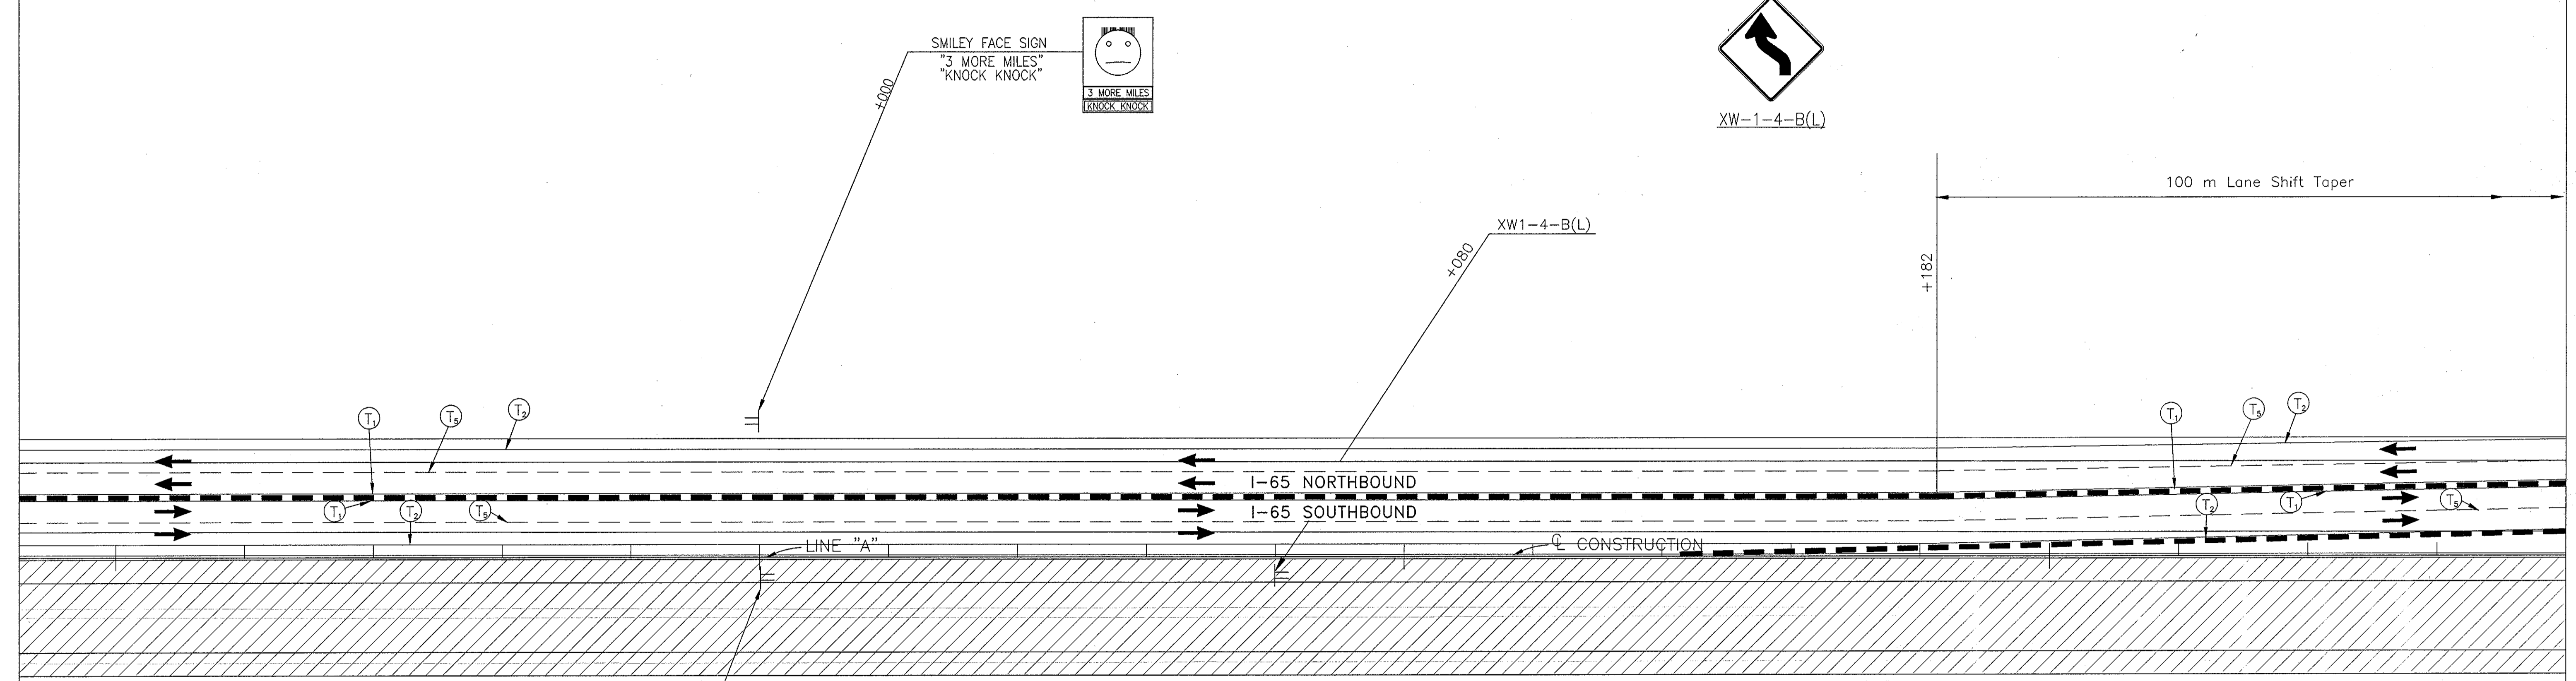 SMILEY FACE SIGN
"3 MORE MILES"
"KNOCK KNOCK"
3 MORE MILES
KNOCK KNOCK
+000
XW-1-4-B(L)
100 m Lane Shift Taper
XW1-4-B(L)
+080
+182
T1
T5
T2
T1
T5
T2
I-65 NORTHBOUND
T1
T2
T5
I-65 SOUTHBOUND
T2
T1
T5
LINE "A"
℄ CONSTRUCTION